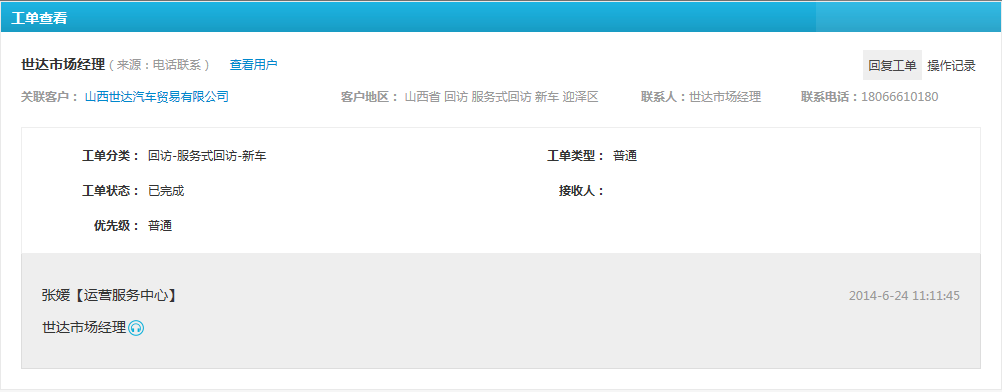 工单查看
世达市场经理 ( 来源：电话联系 ) 查看用户 回复工单 操作记录
关联客户： 山西世达汽车贸易有限公司 客户地区： 山西省 回访 服务式回访 新车 迎泽区 联系人：世达市场经理 联系电话：18066610180
工单分类： 回访-服务式回访-新车 工单类型： 普通
工单状态： 已完成 接收人：
优先级： 普通
张媛【运营服务中心】 2014-6-24 11:11:45
世达市场经理